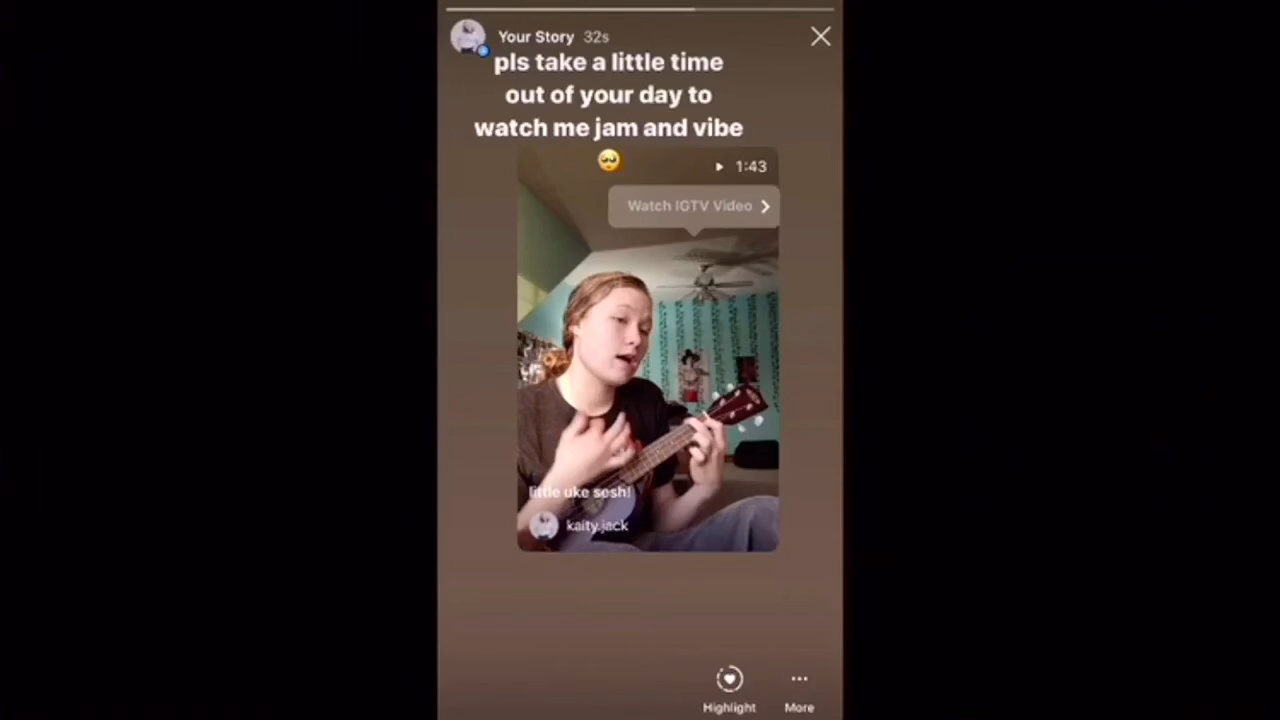 Your Story 32s
pls take a little time
out of your day to
watch me jam and vibe
🥺
1:43
Watch IGTV Video
little uke sesh!
kaity.jack
Highlight
More